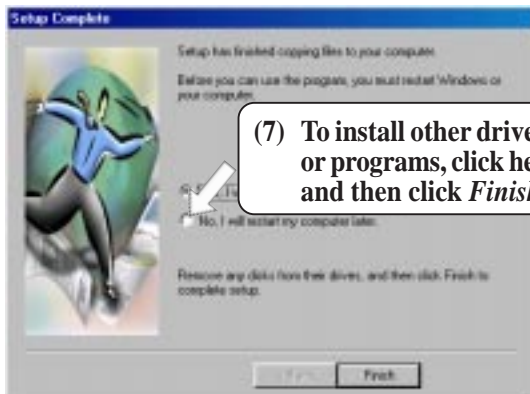 Setup Complete
Setup has finished copying files to your computer.
Before you can use the program, you must restart Windows or
your computer.
(7) To install other drive
or programs, click he
and then click Finish
No, I will restart my computer later.
Remove any disks from their drives, and then click Finish to
complete setup.
Finish